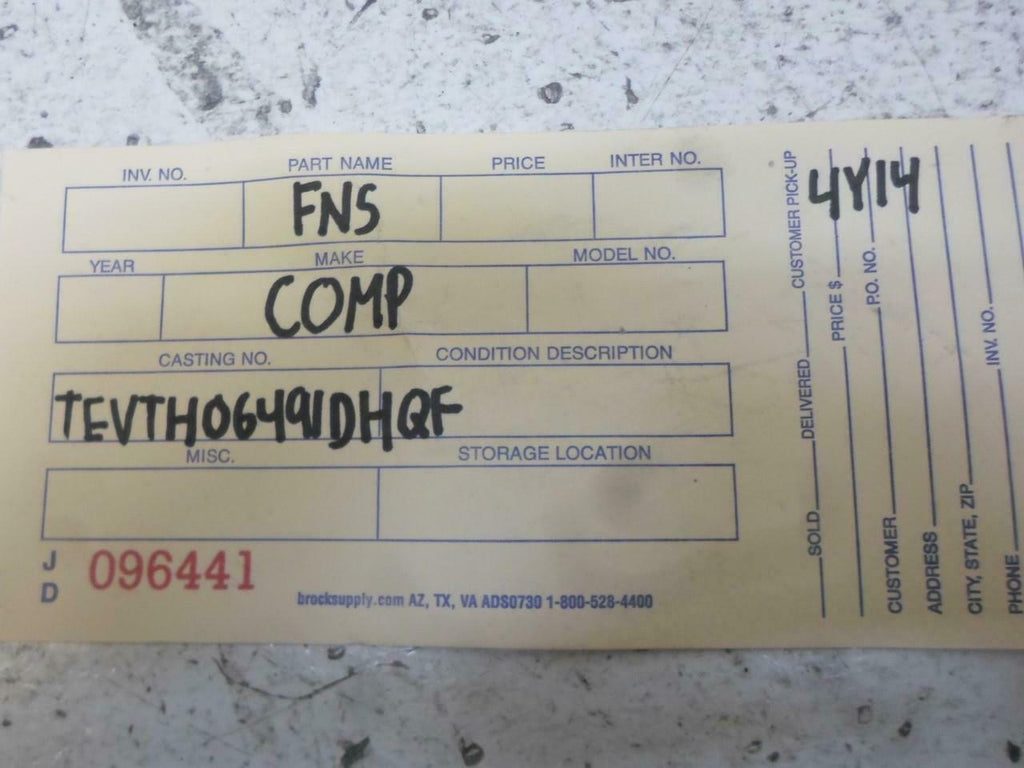 INV. NO. PART NAME PRICE INTER NO.
FNS
YEAR MAKE MODEL NO.
COMP
CASTING NO. CONDITION DESCRIPTION
TEVTH06491DHQF
MISC. STORAGE LOCATION
JD 096441
brocksupply.com AZ, TX, VA ADS0730 1-800-528-4400
4Y14
SOLD DELIVERED CUSTOMER PICK-UP
PRICE $
P.O. NO.
CUSTOMER
ADDRESS
CITY, STATE, ZIP
PHONE INV. NO.